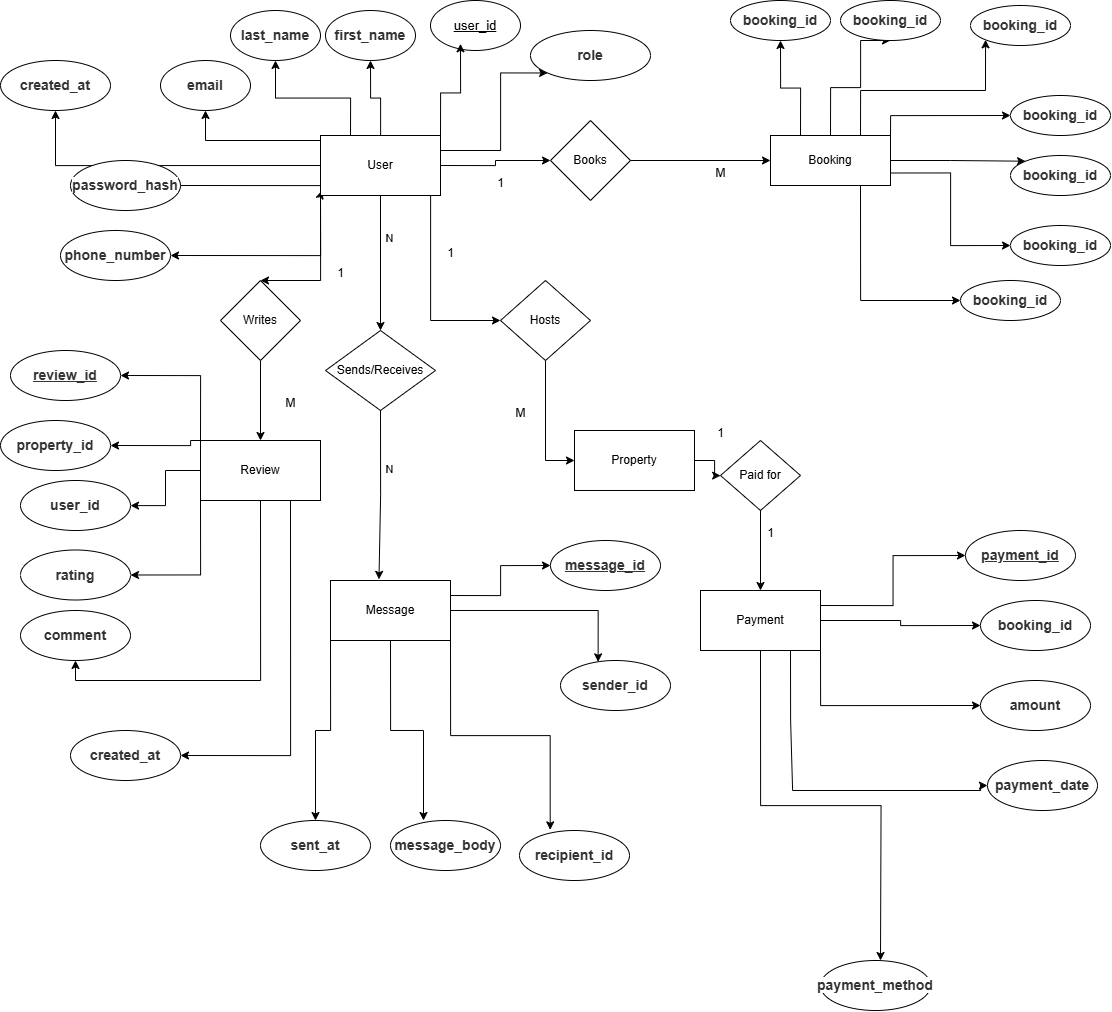 user_id
booking_id
booking_id
booking_id
last_name
first_name
role
created_at
email
booking_id
User
Books
Booking
M
1
booking_id
password_hash
N
1
booking_id
phone_number
1
booking_id
Writes
Hosts
Sends/Receives
review_id
M
M
1
property_id
Review
N
Property
Paid for
user_id
1
payment_id
message_id
rating
Message
Payment
booking_id
comment
sender_id
amount
created_at
payment_date
sent_at
message_body
recipient_id
payment_method